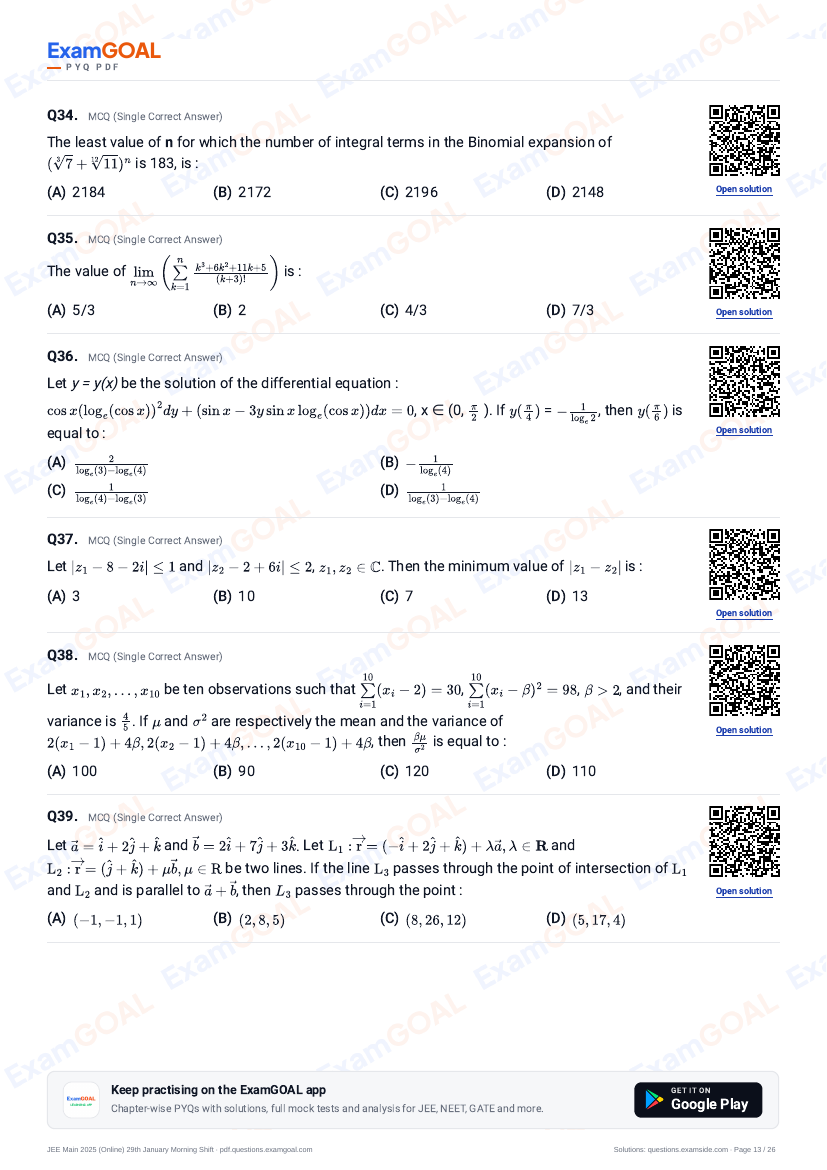 ExamGOAL
PYQ PDF
Q34. MCQ (Single Correct Answer)
The least value of n for which the number of integral terms in the Binomial expansion of
(∛7 + ¹²√11)ⁿ is 183, is :
(A) 2184 (B) 2172 (C) 2196 (D) 2148
Open solution
Q35. MCQ (Single Correct Answer)
The value of lim_{n→∞} (∑_{k=1}^{n} (k³+6k²+11k+5)/(k+3)!) is :
(A) 5/3 (B) 2 (C) 4/3 (D) 7/3
Open solution
Q36. MCQ (Single Correct Answer)
Let y = y(x) be the solution of the differential equation :
cos x(logₑ(cos x))² dy + (sin x − 3y sin x logₑ(cos x))dx = 0, x ∈ (0, π/2 ). If y(π/4) = −1/(logₑ 2), then y(π/6) is
equal to :
(A) 2/(logₑ(3)−logₑ(4)) (B) −1/(logₑ(4))
(C) 1/(logₑ(4)−logₑ(3)) (D) 1/(logₑ(3)−logₑ(4))
Open solution
Q37. MCQ (Single Correct Answer)
Let |z₁ − 8 − 2i| ≤ 1 and |z₂ − 2 + 6i| ≤ 2, z₁, z₂ ∈ ℂ. Then the minimum value of |z₁ − z₂| is :
(A) 3 (B) 10 (C) 7 (D) 13
Open solution
Q38. MCQ (Single Correct Answer)
Let x₁, x₂, . . . , x₁₀ be ten observations such that ∑_{i=1}^{10} (xᵢ − 2) = 30, ∑_{i=1}^{10} (xᵢ − β)² = 98, β > 2, and their
variance is 4/5. If μ and σ² are respectively the mean and the variance of
2(x₁ − 1) + 4β, 2(x₂ − 1) + 4β, . . . , 2(x₁₀ − 1) + 4β, then βμ/σ² is equal to :
(A) 100 (B) 90 (C) 120 (D) 110
Open solution
Q39. MCQ (Single Correct Answer)
Let a⃗ = î + 2ĵ + k̂ and b⃗ = 2î + 7ĵ + 3k̂. Let L₁ : r⃗ = (−î + 2ĵ + k̂) + λa⃗, λ ∈ R and
L₂ : r⃗ = (ĵ + k̂) + μb⃗, μ ∈ R be two lines. If the line L₃ passes through the point of intersection of L₁
and L₂ and is parallel to a⃗ + b⃗, then L₃ passes through the point :
(A) (−1, −1, 1) (B) (2, 8, 5) (C) (8, 26, 12) (D) (5, 17, 4)
Open solution
Keep practising on the ExamGOAL app
Chapter-wise PYQs with solutions, full mock tests and analysis for JEE, NEET, GATE and more.
GET IT ON
Google Play
JEE Main 2025 (Online) 29th January Morning Shift · pdf.questions.examgoal.com
Solutions: questions.examside.com · Page 13 / 26